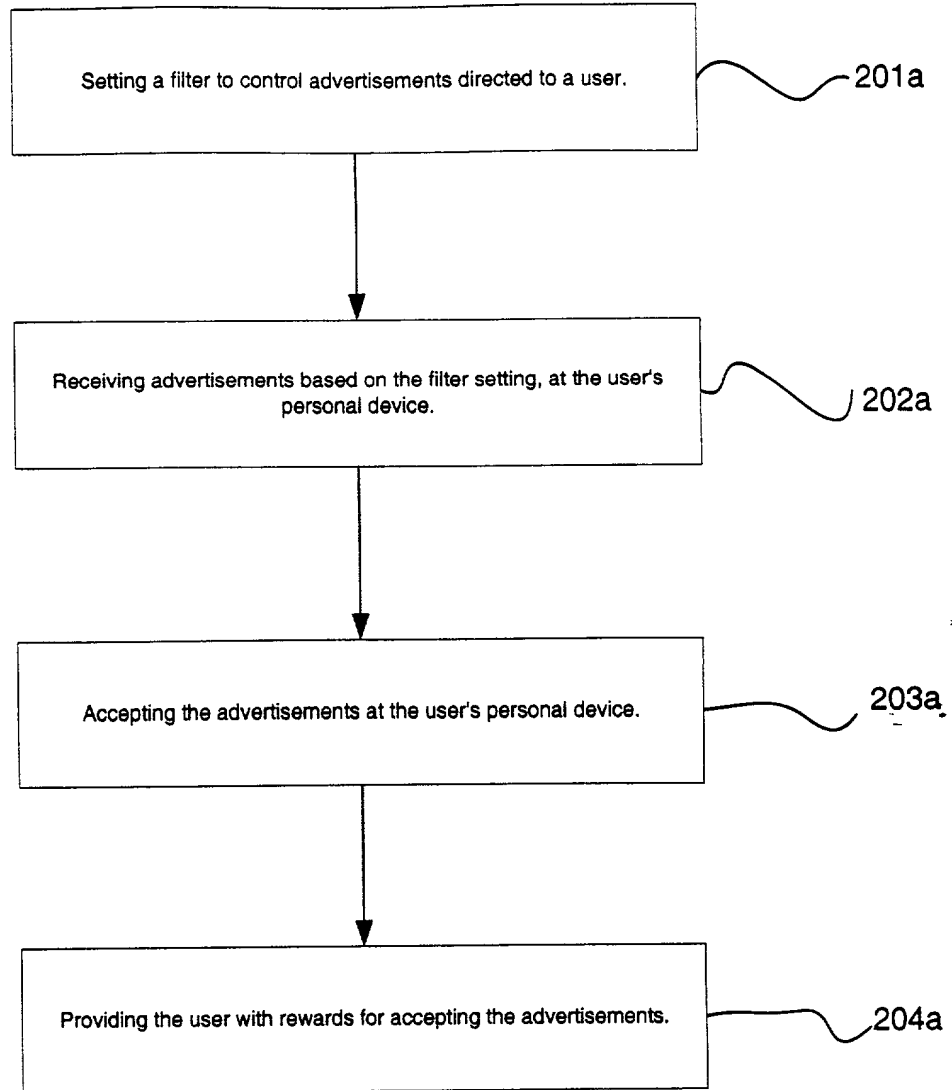 Setting a filter to control advertisements directed to a user.
201a
Receiving advertisements based on the filter setting, at the user's
personal device.
202a
Accepting the advertisements at the user's personal device.
203a
Providing the user with rewards for accepting the advertisements.
204a